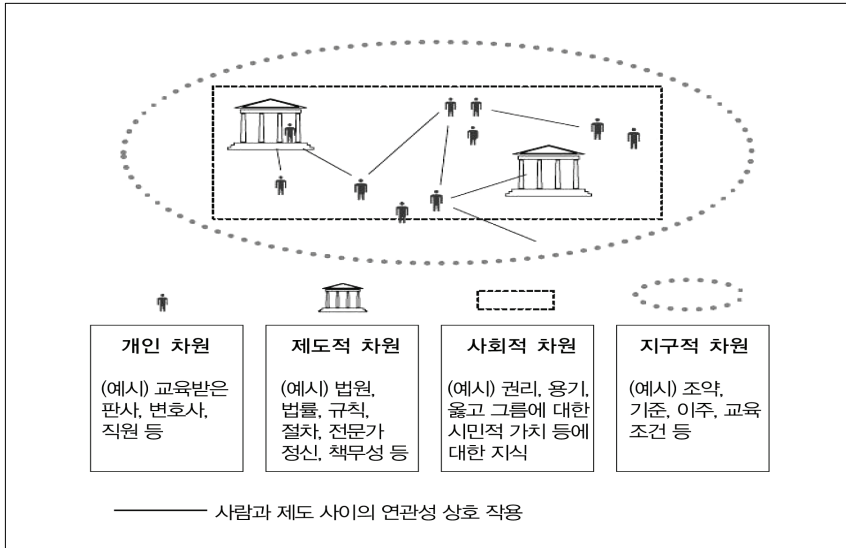 개인 차원
(예시) 교육받은
판사, 변호사,
직원 등
제도적 차원
(예시) 법원,
법률, 규칙,
절차, 전문가
정신, 책무성 등
사회적 차원
(예시) 권리, 용기,
옳고 그름에 대한
시민적 가치 등에
대한 지식
지구적 차원
(예시) 조약,
기준, 이주, 교육
조건 등
사람과 제도 사이의 연관성 상호 작용